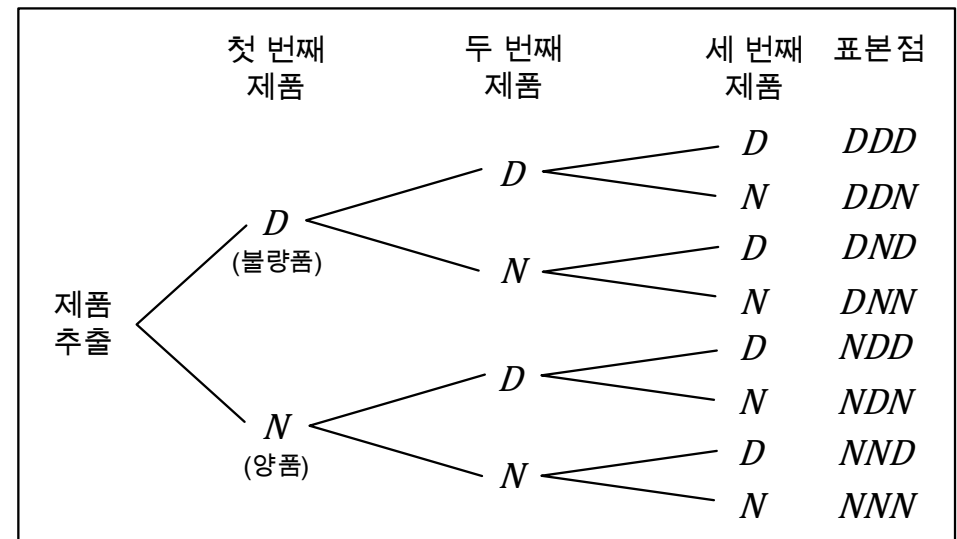 첫 번째 두 번째 세 번째 표본점
제품 제품 제품
D DDD
D
N DDN
D
(불량품)
D DND
N
N DNN
제품
추출
D NDD
D
N NDN
N
(양품)
D NND
N
N NNN